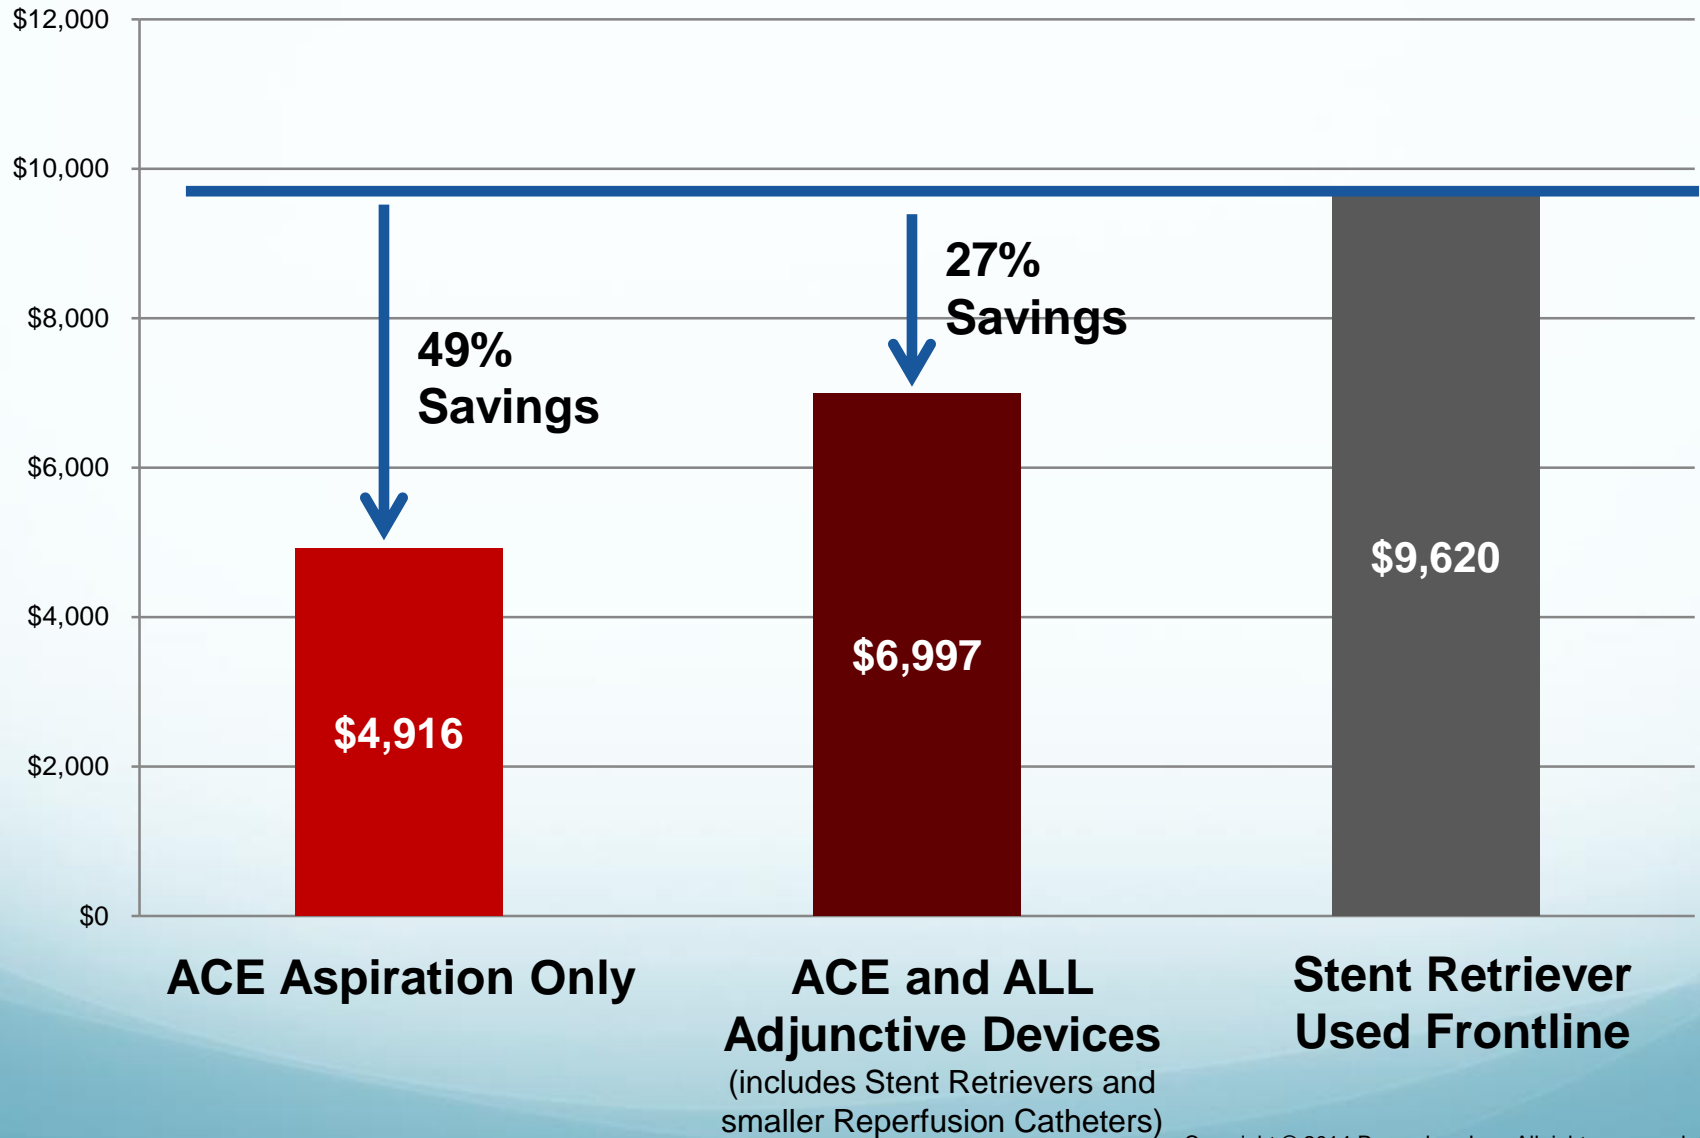 $12,000
$10,000
$8,000
$6,000
$4,000
$2,000
$0
49%
Savings
27%
Savings
$4,916
$6,997
$9,620
ACE Aspiration Only
ACE and ALL
Adjunctive Devices
(includes Stent Retrievers and
smaller Reperfusion Catheters)
Stent Retriever
Used Frontline